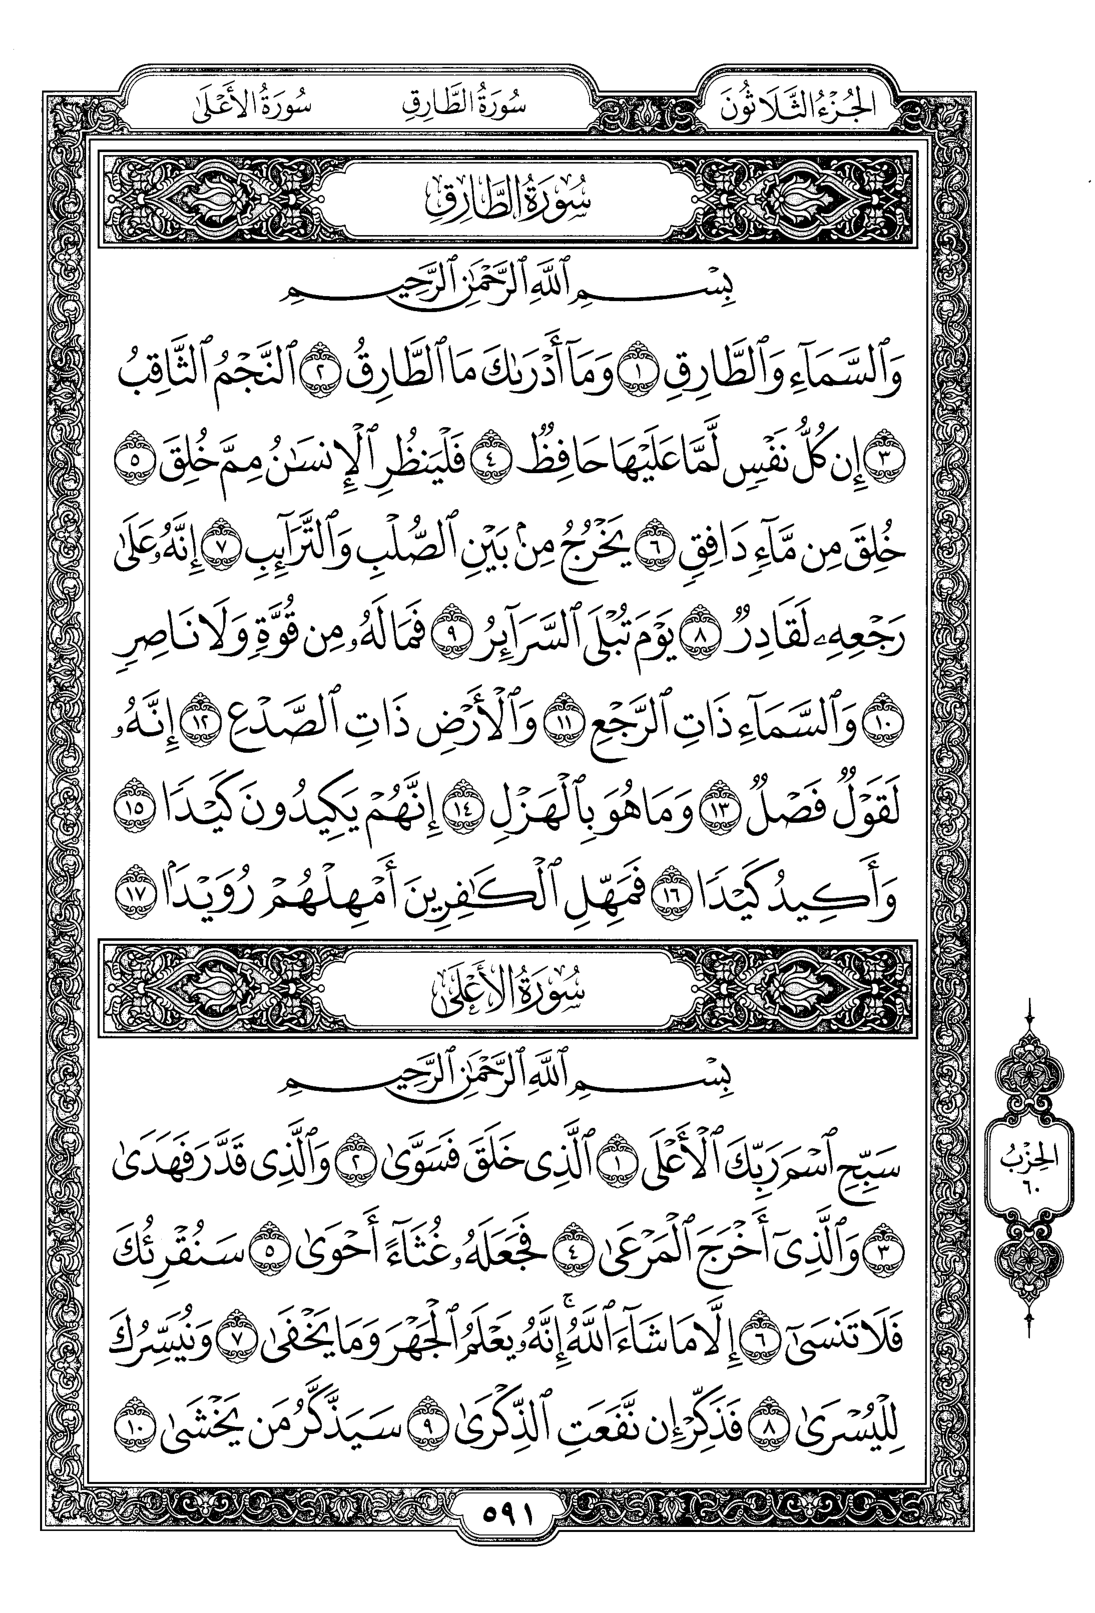 الجُزْءُ الثَّلَاثُونَ سُورَةُ الطَّارِقِ سُورَةُ الأَعْلَى
سُورَةُ الطَّارِقِ
بِسْمِ ٱللَّهِ ٱلرَّحْمَٰنِ ٱلرَّحِيمِ
وَٱلسَّمَآءِ وَٱلطَّارِقِ ١ وَمَآ أَدْرَىٰكَ مَا ٱلطَّارِقُ ٢ ٱلنَّجْمُ ٱلثَّاقِبُ
٣ إِن كُلُّ نَفْسٍ لَّمَّا عَلَيْهَا حَافِظٌ ٤ فَلْيَنظُرِ ٱلْإِنسَٰنُ مِمَّ خُلِقَ ٥
خُلِقَ مِن مَّآءٍ دَافِقٍ ٦ يَخْرُجُ مِنۢ بَيْنِ ٱلصُّلْبِ وَٱلتَّرَآئِبِ ٧ إِنَّهُۥ عَلَىٰ
رَجْعِهِۦ لَقَادِرٌ ٨ يَوْمَ تُبْلَى ٱلسَّرَآئِرُ ٩ فَمَا لَهُۥ مِن قُوَّةٍ وَلَا نَاصِرٍ
١٠ وَٱلسَّمَآءِ ذَاتِ ٱلرَّجْعِ ١١ وَٱلْأَرْضِ ذَاتِ ٱلصَّدْعِ ١٢ إِنَّهُۥ
لَقَوْلٌ فَصْلٌ ١٣ وَمَا هُوَ بِٱلْهَزْلِ ١٤ إِنَّهُمْ يَكِيدُونَ كَيْدًا ١٥
وَأَكِيدُ كَيْدًا ١٦ فَمَهِّلِ ٱلْكَٰفِرِينَ أَمْهِلْهُمْ رُوَيْدًۢا ١٧
سُورَةُ الأَعْلَى
بِسْمِ ٱللَّهِ ٱلرَّحْمَٰنِ ٱلرَّحِيمِ
سَبِّحِ ٱسْمَ رَبِّكَ ٱلْأَعْلَى ١ ٱلَّذِى خَلَقَ فَسَوَّىٰ ٢ وَٱلَّذِى قَدَّرَ فَهَدَىٰ
٣ وَٱلَّذِىٓ أَخْرَجَ ٱلْمَرْعَىٰ ٤ فَجَعَلَهُۥ غُثَآءً أَحْوَىٰ ٥ سَنُقْرِئُكَ
فَلَا تَنسَىٰٓ ٦ إِلَّا مَا شَآءَ ٱللَّهُ ۚ إِنَّهُۥ يَعْلَمُ ٱلْجَهْرَ وَمَا يَخْفَىٰ ٧ وَنُيَسِّرُكَ
لِلْيُسْرَىٰ ٨ فَذَكِّرْ إِن نَّفَعَتِ ٱلذِّكْرَىٰ ٩ سَيَذَّكَّرُ مَن يَخْشَىٰ ١٠
الحِزْبُ
٦٠
٥٩١